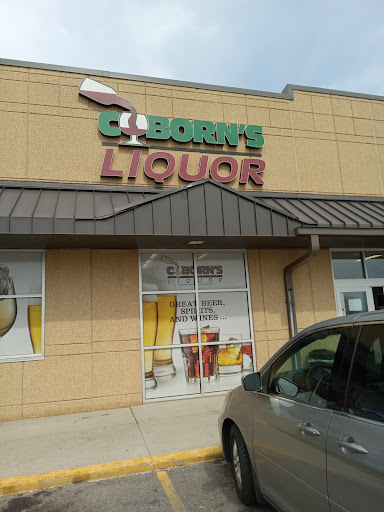 COBORN'S
LIQUOR
COBORN'S
LIQUOR
GREAT BEER,
SPIRITS,
AND WINES...